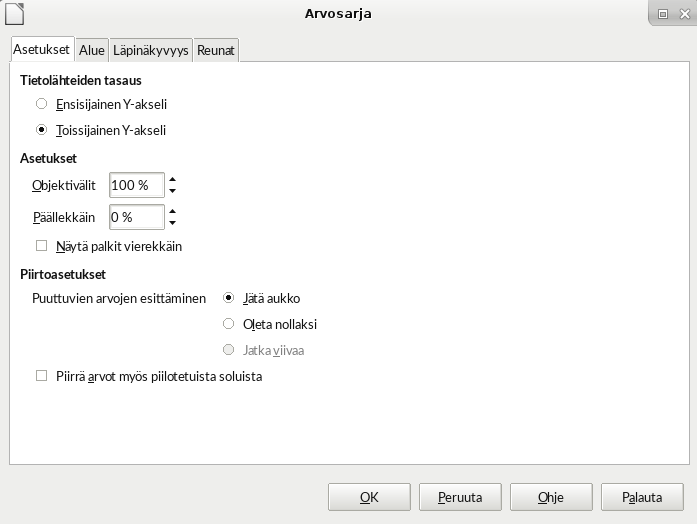 Arvosarja
Asetukset Alue Läpinäkyvyys Reunat
Tietolähteiden tasaus
Ensisijainen Y-akseli
Toissijainen Y-akseli
Asetukset
Objektivälit 100 %
Päällekkäin 0 %
Näytä palkit vierekkäin
Piirtoasetukset
Puuttuvien arvojen esittäminen Jätä aukko
Oleta nollaksi
Jatka viivaa
Piirrä arvot myös piilotetuista soluista
OK Peruuta Ohje Palauta